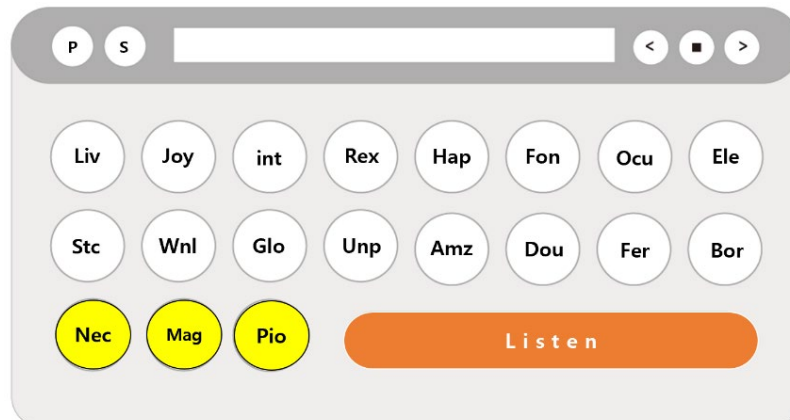 P S < ■ >
Liv Joy int Rex Hap Fon Ocu Ele
Stc Wnl Glo Unp Amz Dou Fer Bor
Nec Mag Pio Listen